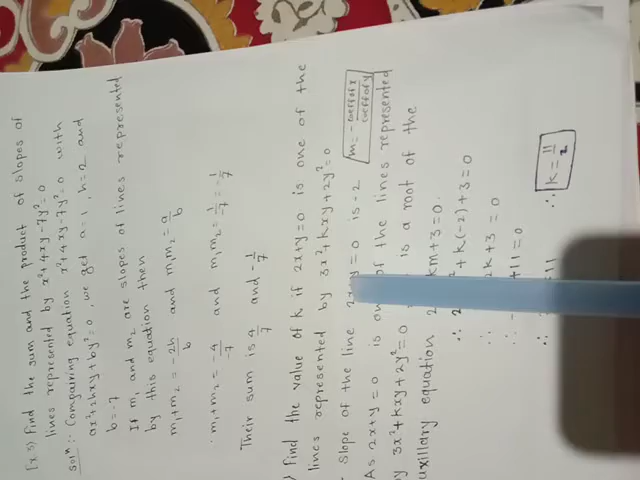 Ex.5) Find the sum and the product of slopes of
lines represented by x²+4xy-7y²=0
Solⁿ:- Comparing equation x²+4xy-7y²=0 with
ax²+2hxy+by²=0, we get a=1, h=2 and
b=-7
If m₁ and m₂ are slopes of lines represented
by this equation then
m₁+m₂ = -2h/b and m₁m₂ = a/b
∴ m₁+m₂ = -4/-7 and m₁m₂ = 1/-7 = -1/7
Their sum is 4/7 and -1/7
) Find the value of k if 2x+y=0 is one of the
lines represented by 3x²+kxy+2y²=0
Slope of the line 2x+y=0 is -2
m = -coeff of x/coeff of y
As 2x+y=0 is of the lines represented
by 3x²+kxy+2y²=0 is a root of the
auxillary equation km+3=0.
∴ 2 +k(-2)+3=0
∴ 2k+3=0
∴ - +11=0
∴ 11 ∴ k = 11/2